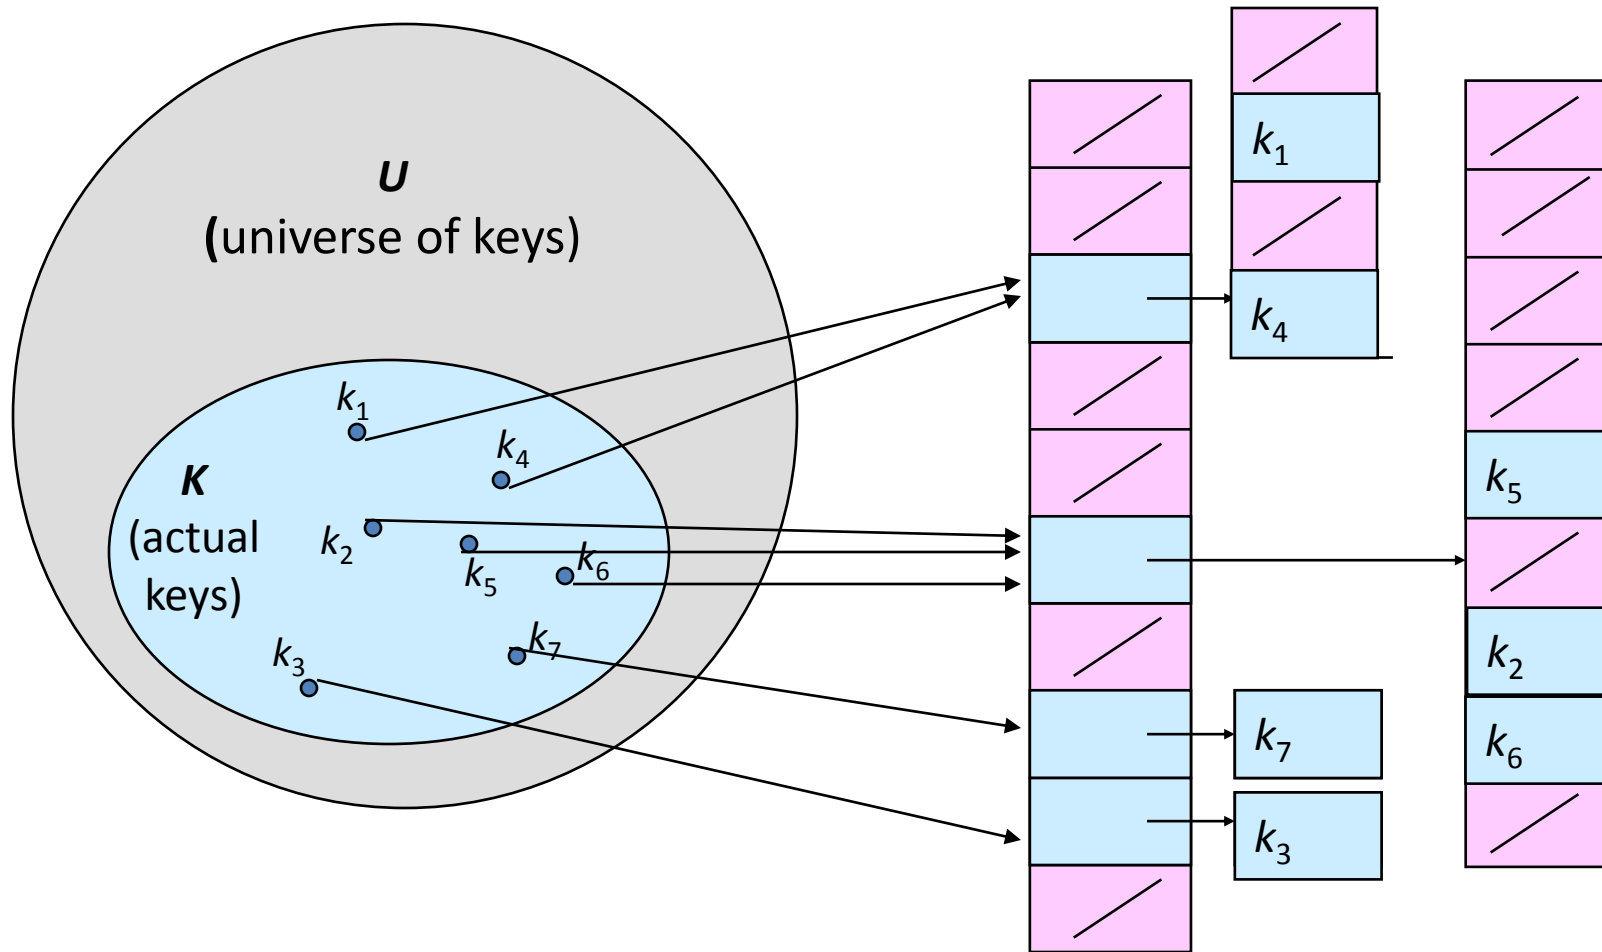 U
(universe of keys)
k₁
k₄
K
(actual
keys)
k₂
k₅
k₆
k₃
k₇
k₁
k₄
k₇
k₃
k₅
k₂
k₆